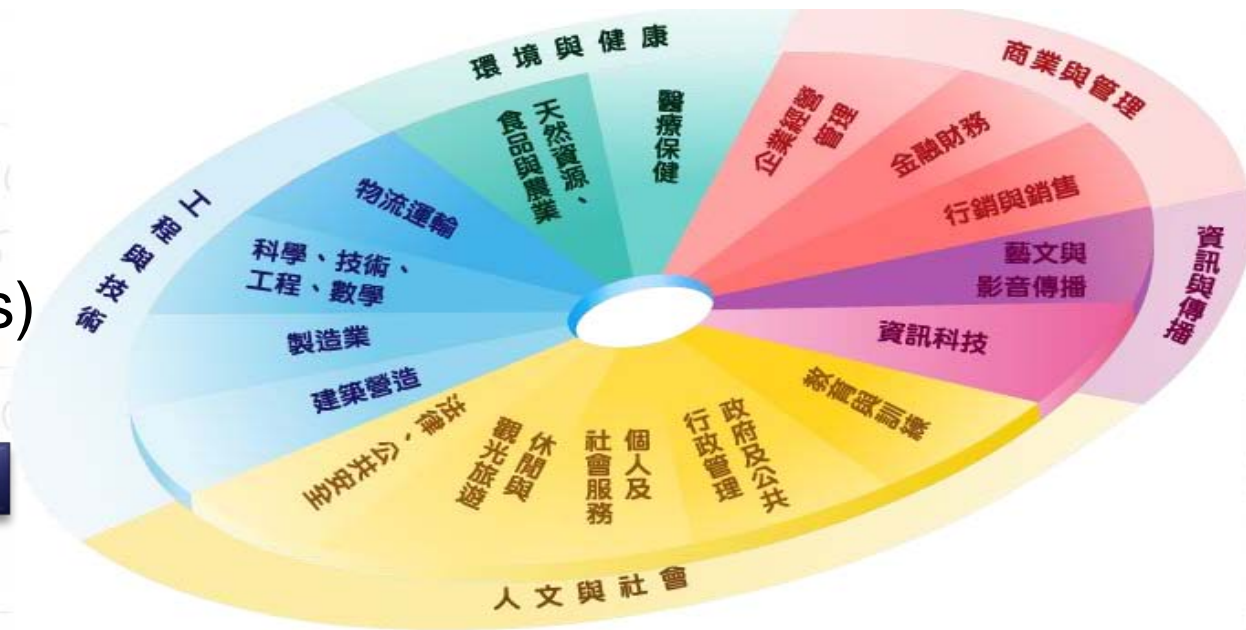 環境與健康
天然資源、
食品與農業
醫療保健
商業與管理
企業經營
管理
金融財務
行銷與銷售
資訊與傳播
藝文與
影音傳播
資訊科技
人文與社會
教育與訓練
政府及公共
行政管理
個人及
社會服務
休閒與
觀光旅遊
法律、公共安全
工程與技術
建築營造
製造業
科學、技術、
工程、數學
物流運輸
s)